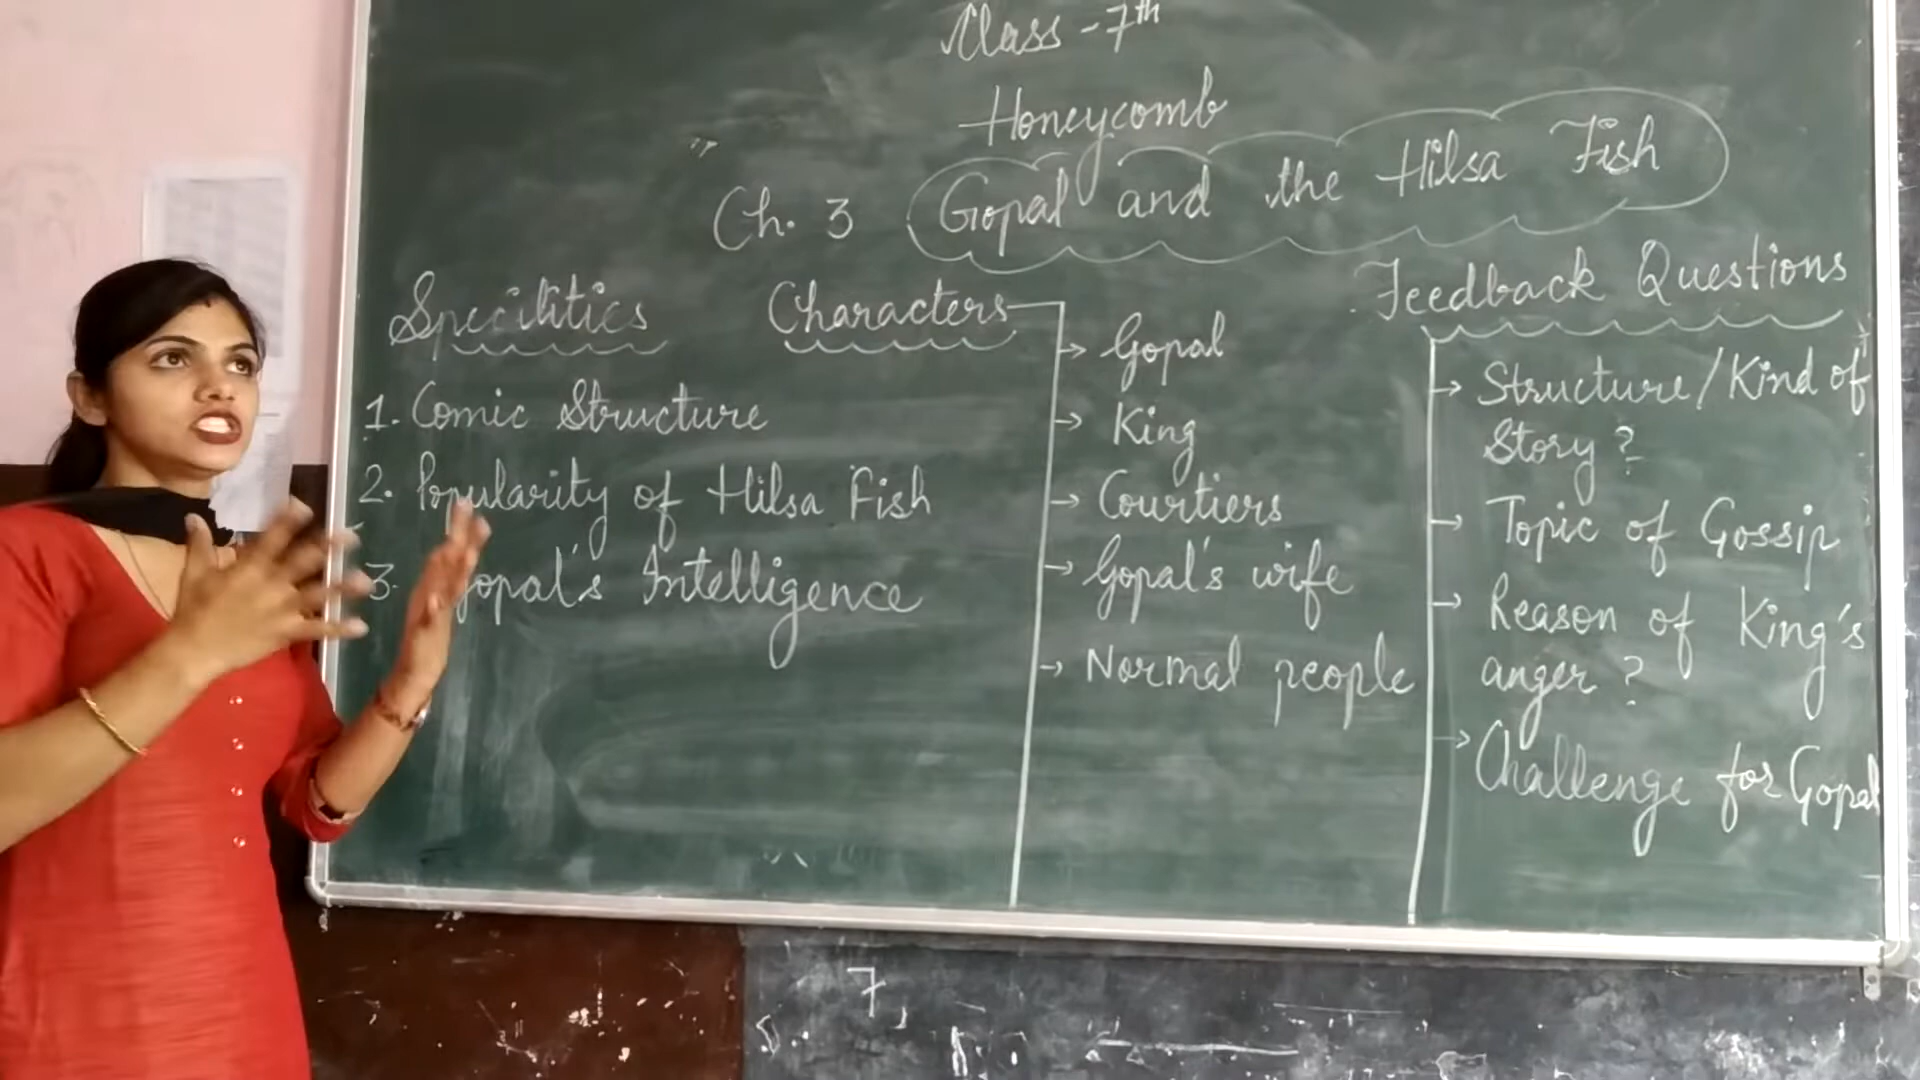 Class - 7th
Honeycomb
Ch. 3 Gopal and the Hilsa Fish
Specilitics
1. Comic Structure
2. Popularity of Hilsa Fish
3. Gopal's Intelligence
Characters
→ Gopal
→ King
→ Courtiers
→ Gopal's wife
→ Normal people
Feedback Questions
→ Structure/Kind of
Story ?
→ Topic of Gossip
→ Reason of King's
anger ?
→ Challenge for Gopal
7